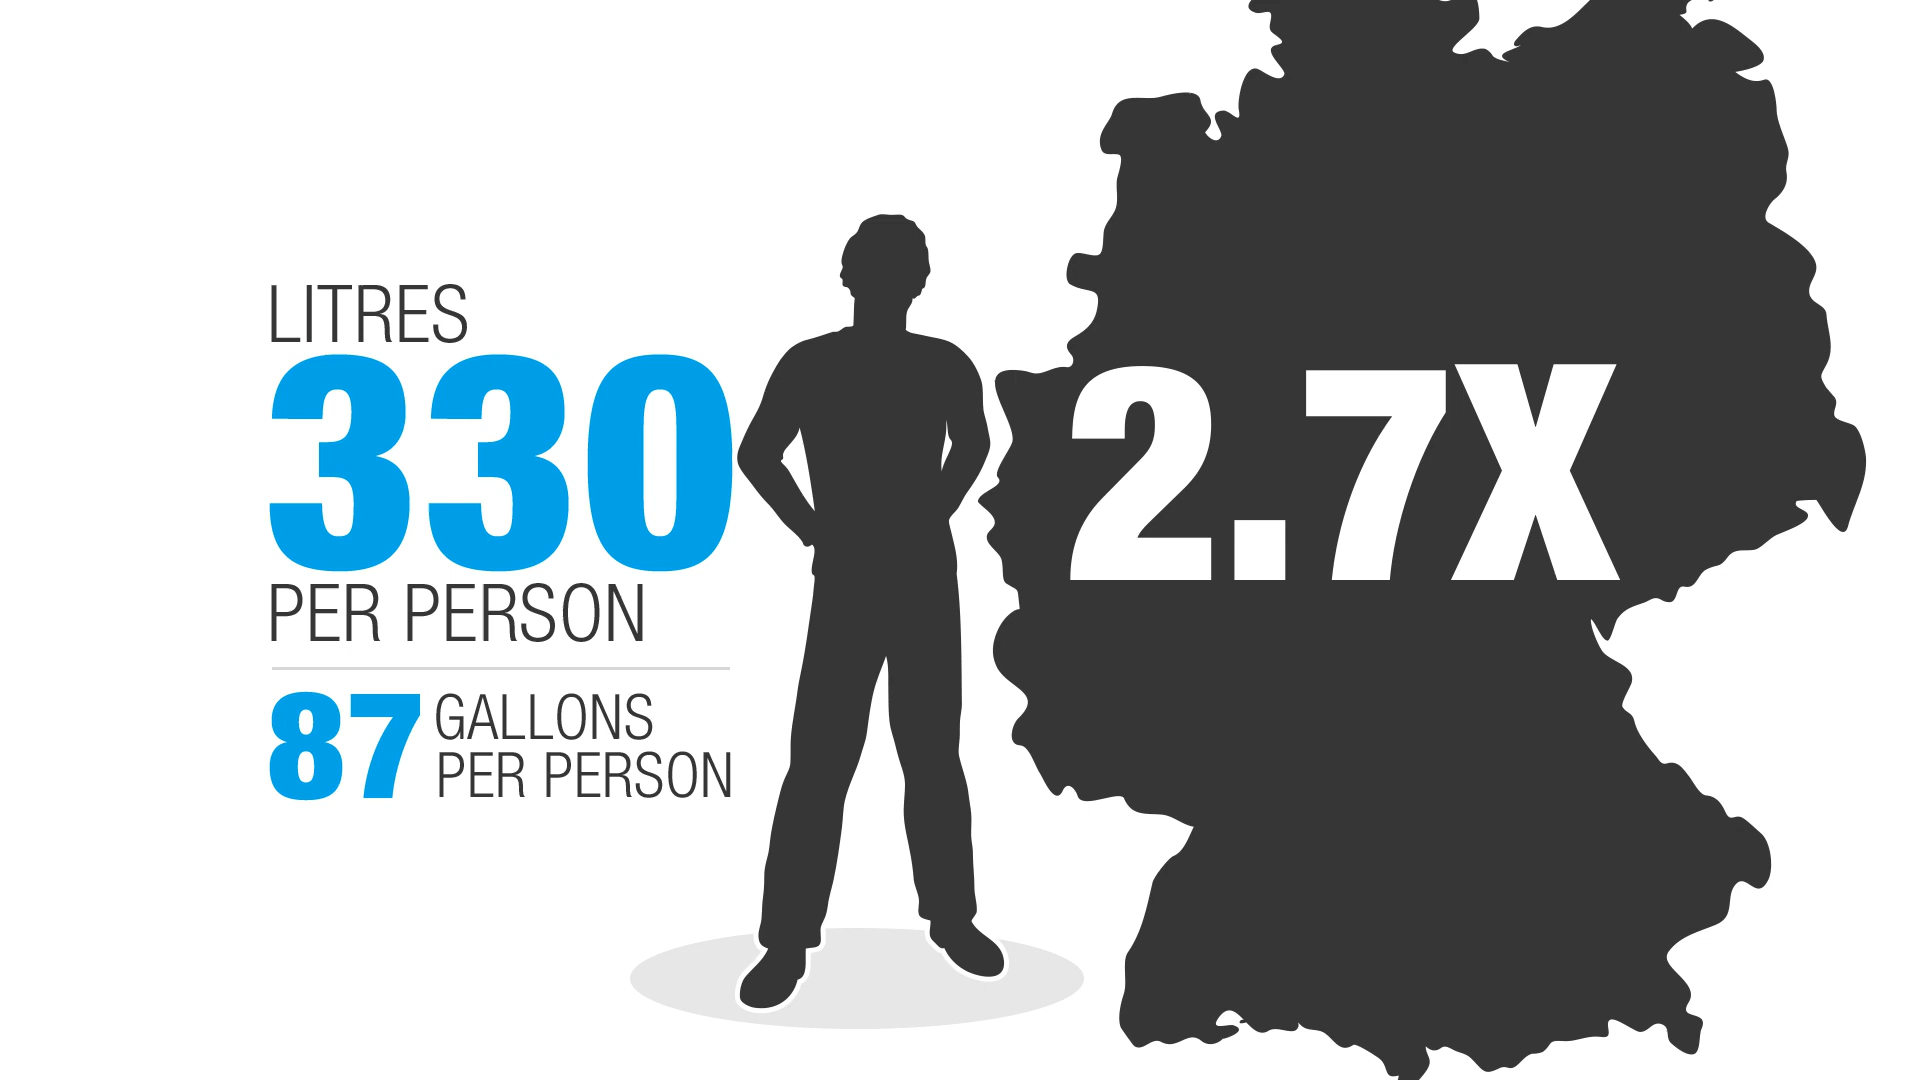 LITRES
330
PER PERSON
87 GALLONS
PER PERSON
2.7X